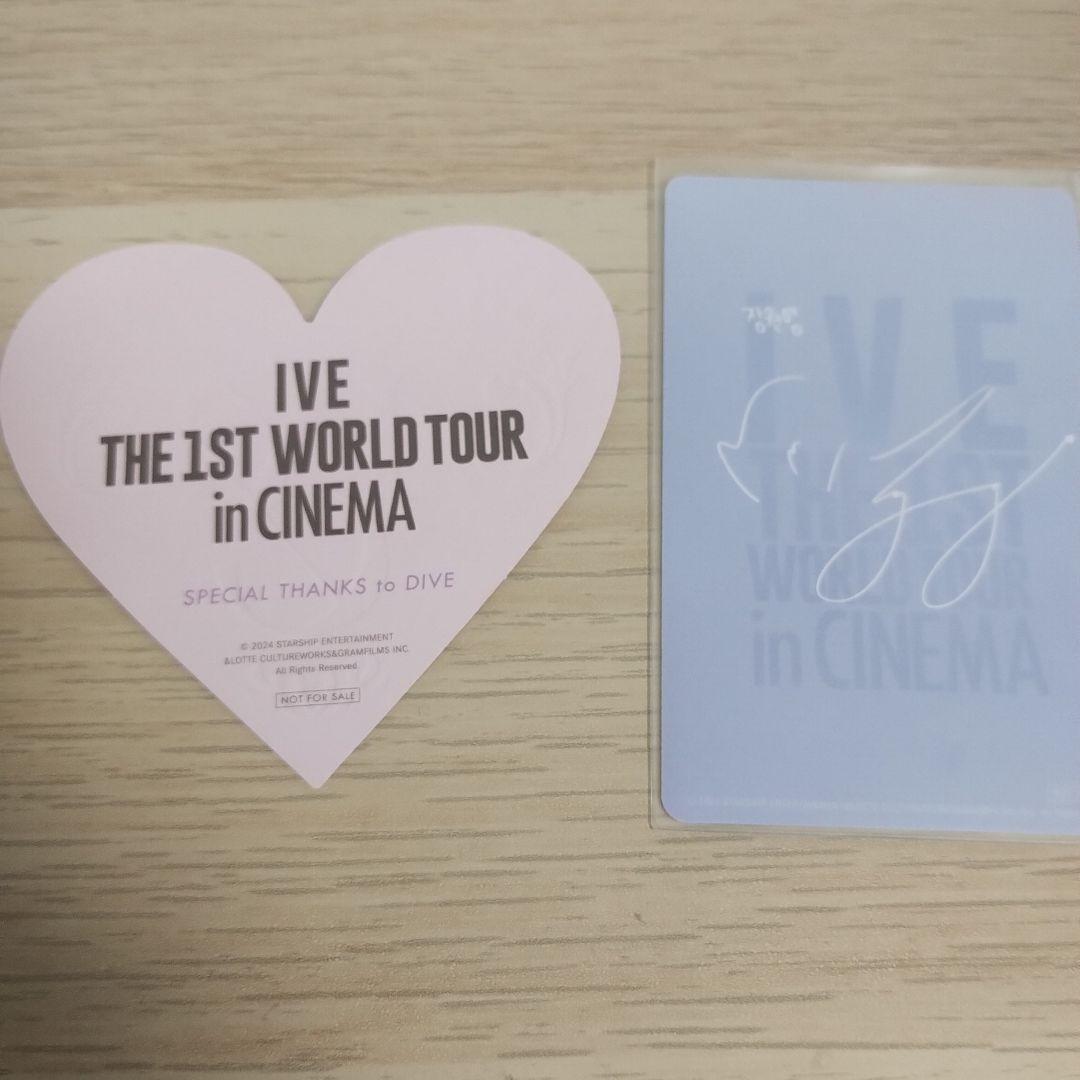 IVE
THE 1ST WORLD TOUR
in CINEMA
SPECIAL THANKS to DIVE
© 2024 STARSHIP ENTERTAINMENT
&LOTTE CULTUREWORKS&GRAMFILMS INC.
All Rights Reserved.
NOT FOR SALE
IVE
THE 1ST
WORLD TOUR
in CINEMA